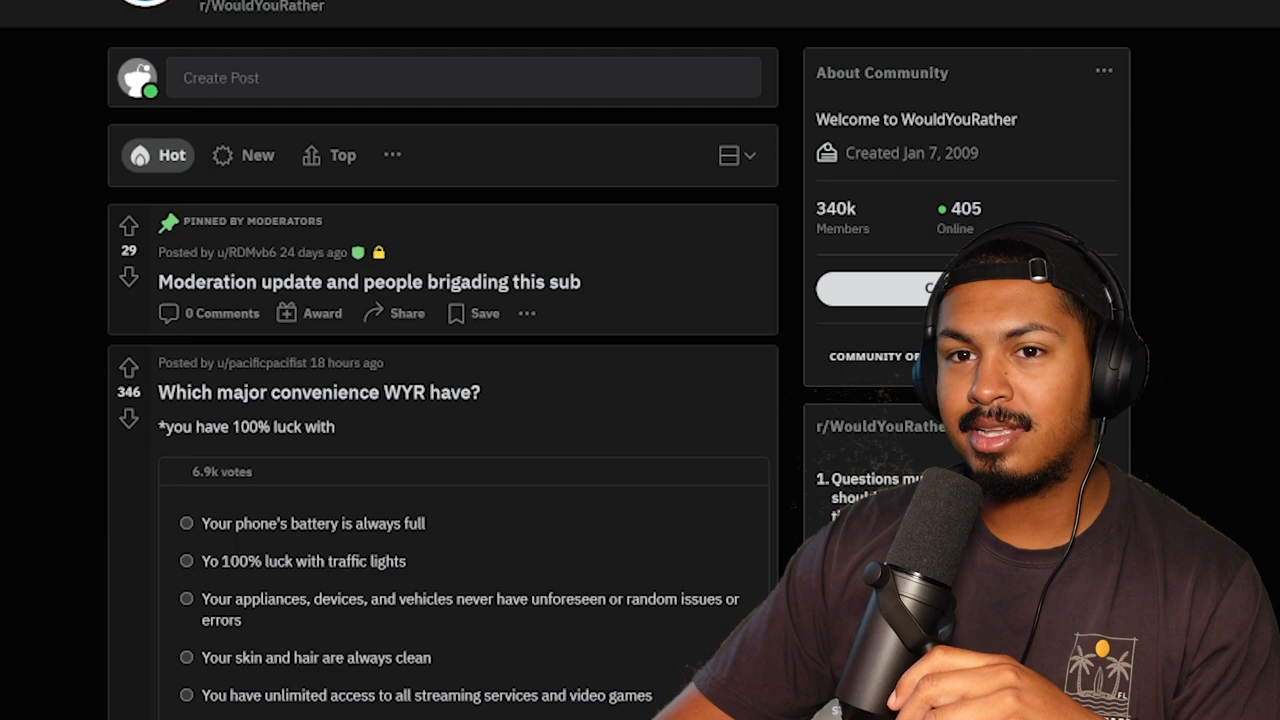 r/WouldYouRather
Create Post
Hot New Top
PINNED BY MODERATORS
29
Posted by u/RDMvb6 24 days ago
Moderation update and people brigading this sub
0 Comments Award Share Save
Posted by u/pacificpacifist 18 hours ago
346
Which major convenience WYR have?
*you have 100% luck with
6.9k votes
Your phone's battery is always full
Yo 100% luck with traffic lights
Your appliances, devices, and vehicles never have unforeseen or random issues or
errors
Your skin and hair are always clean
You have unlimited access to all streaming services and video games
About Community
Welcome to WouldYouRather
Created Jan 7, 2009
340k 405
Members Online
COMMUNITY
r/WouldYouRathe
1. Questions
FL